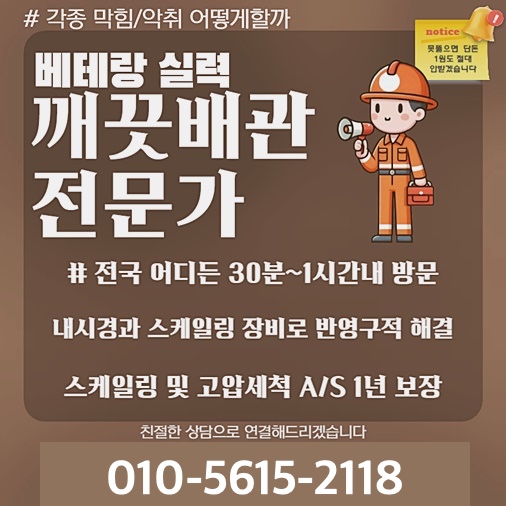 # 각종 막힘/악취 어떻게할까
notice
못뚫으면 단돈
1원도 절대
안받겠습니다
베테랑 실력
깨끗배관
전문가
# 전국 어디든 30분~1시간내 방문
내시경과 스케일링 장비로 반영구적 해결
스케일링 및 고압세척 A/S 1년 보장
친절한 상담으로 연결해드리겠습니다
010-5615-2118